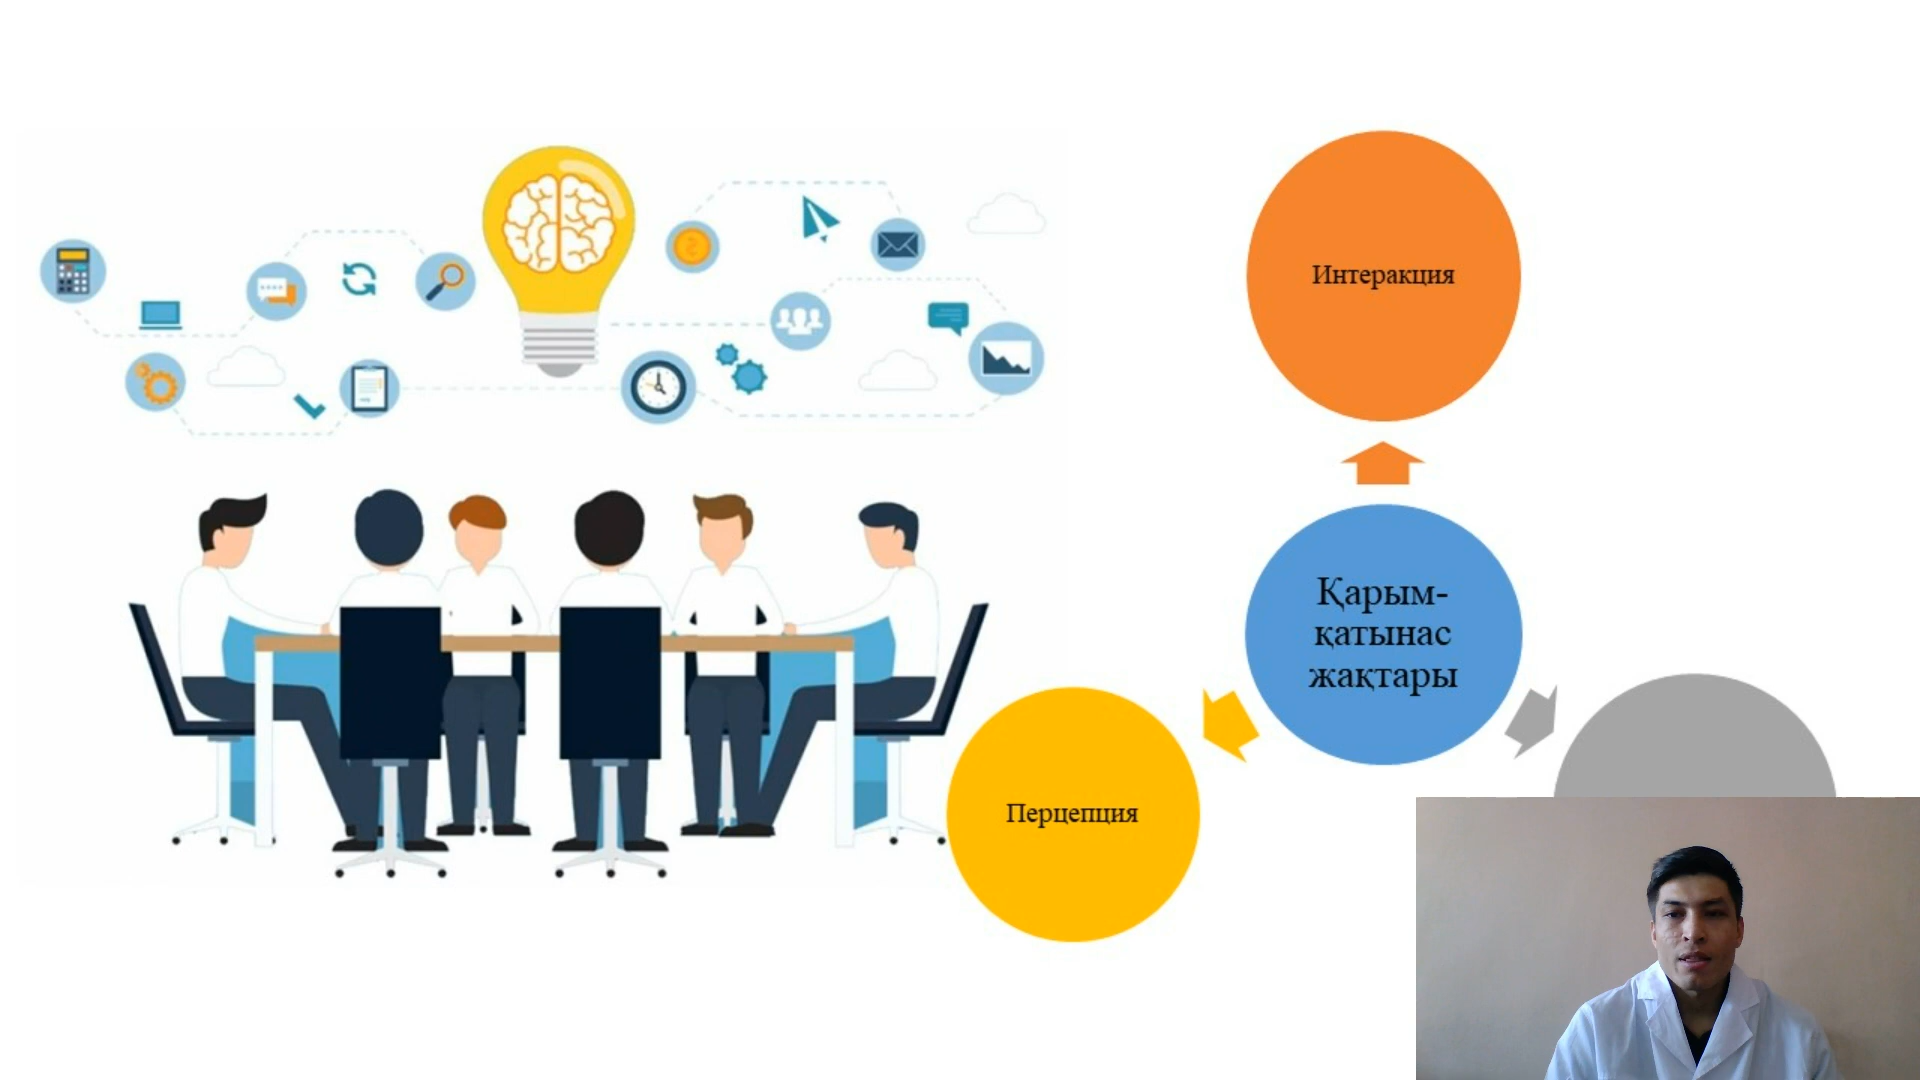 Интеракция
Қарым-
қатынас
жақтары
Перцепция